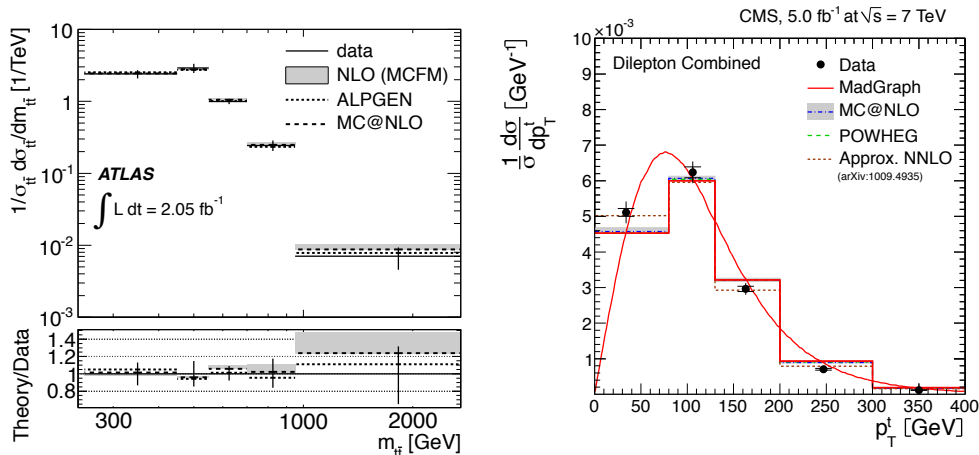 1/σ_tt̄ dσ_tt̄/dm_tt̄ [1/TeV]
10
1
10⁻¹
10⁻²
10⁻³
data
NLO (MCFM)
ALPGEN
MC@NLO
ATLAS
∫ L dt = 2.05 fb⁻¹
Theory/Data
1.4
1.2
1
0.8
300
1000
2000
m_tt̄ [GeV]
CMS, 5.0 fb⁻¹ at √s = 7 TeV
×10⁻³
1/σ dσ/dp_T^t [GeV⁻¹]
10
9
8
7
6
5
4
3
2
1
0
Dilepton Combined
Data
MadGraph
MC@NLO
POWHEG
Approx. NNLO
(arXiv:1009.4935)
0 50 100 150 200 250 300 350 400
p_T^t [GeV]